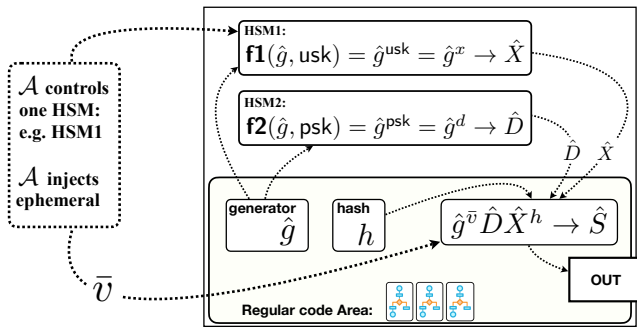 𝒜 controls
one HSM:
e.g. HSM1
𝒜 injects
ephemeral
v̄
HSM1:
f1(ĝ, usk) = ĝ^usk = ĝ^x → X̂
HSM2:
f2(ĝ, psk) = ĝ^psk = ĝ^d → D̂
D̂ X̂
generator
ĝ
hash
h
ĝ^v̄ D̂X̂^h → Ŝ
OUT
Regular code Area: